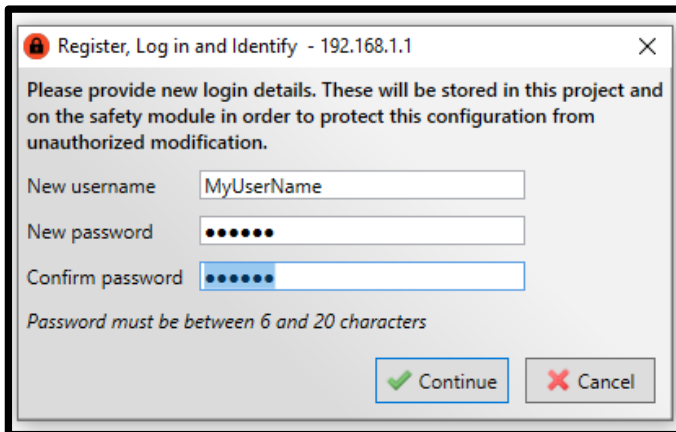 Register, Log in and Identify - 192.168.1.1
Please provide new login details. These will be stored in this project and
on the safety module in order to protect this configuration from
unauthorized modification.
New username MyUserName
New password ●●●●●●
Confirm password ●●●●●●
Password must be between 6 and 20 characters
Continue Cancel